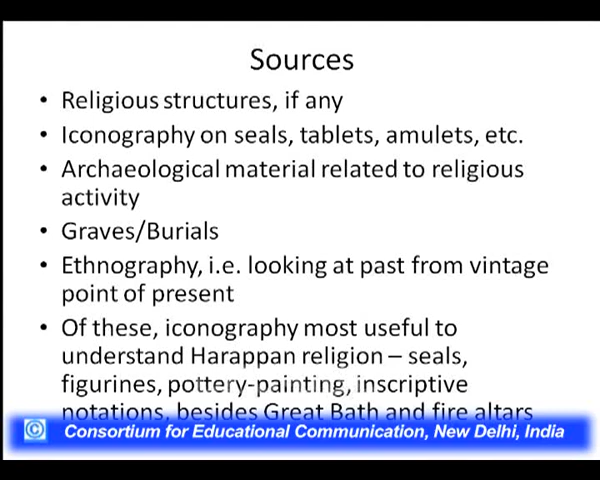 Sources
• Religious structures, if any
• Iconography on seals, tablets, amulets, etc.
• Archaeological material related to religious
activity
• Graves/Burials
• Ethnography, i.e. looking at past from vintage
point of present
• Of these, iconography most useful to
understand Harappan religion – seals,
figurines, pottery-painting, inscriptive
notations, besides Great Bath and fire altars
© Consortium for Educational Communication, New Delhi, India